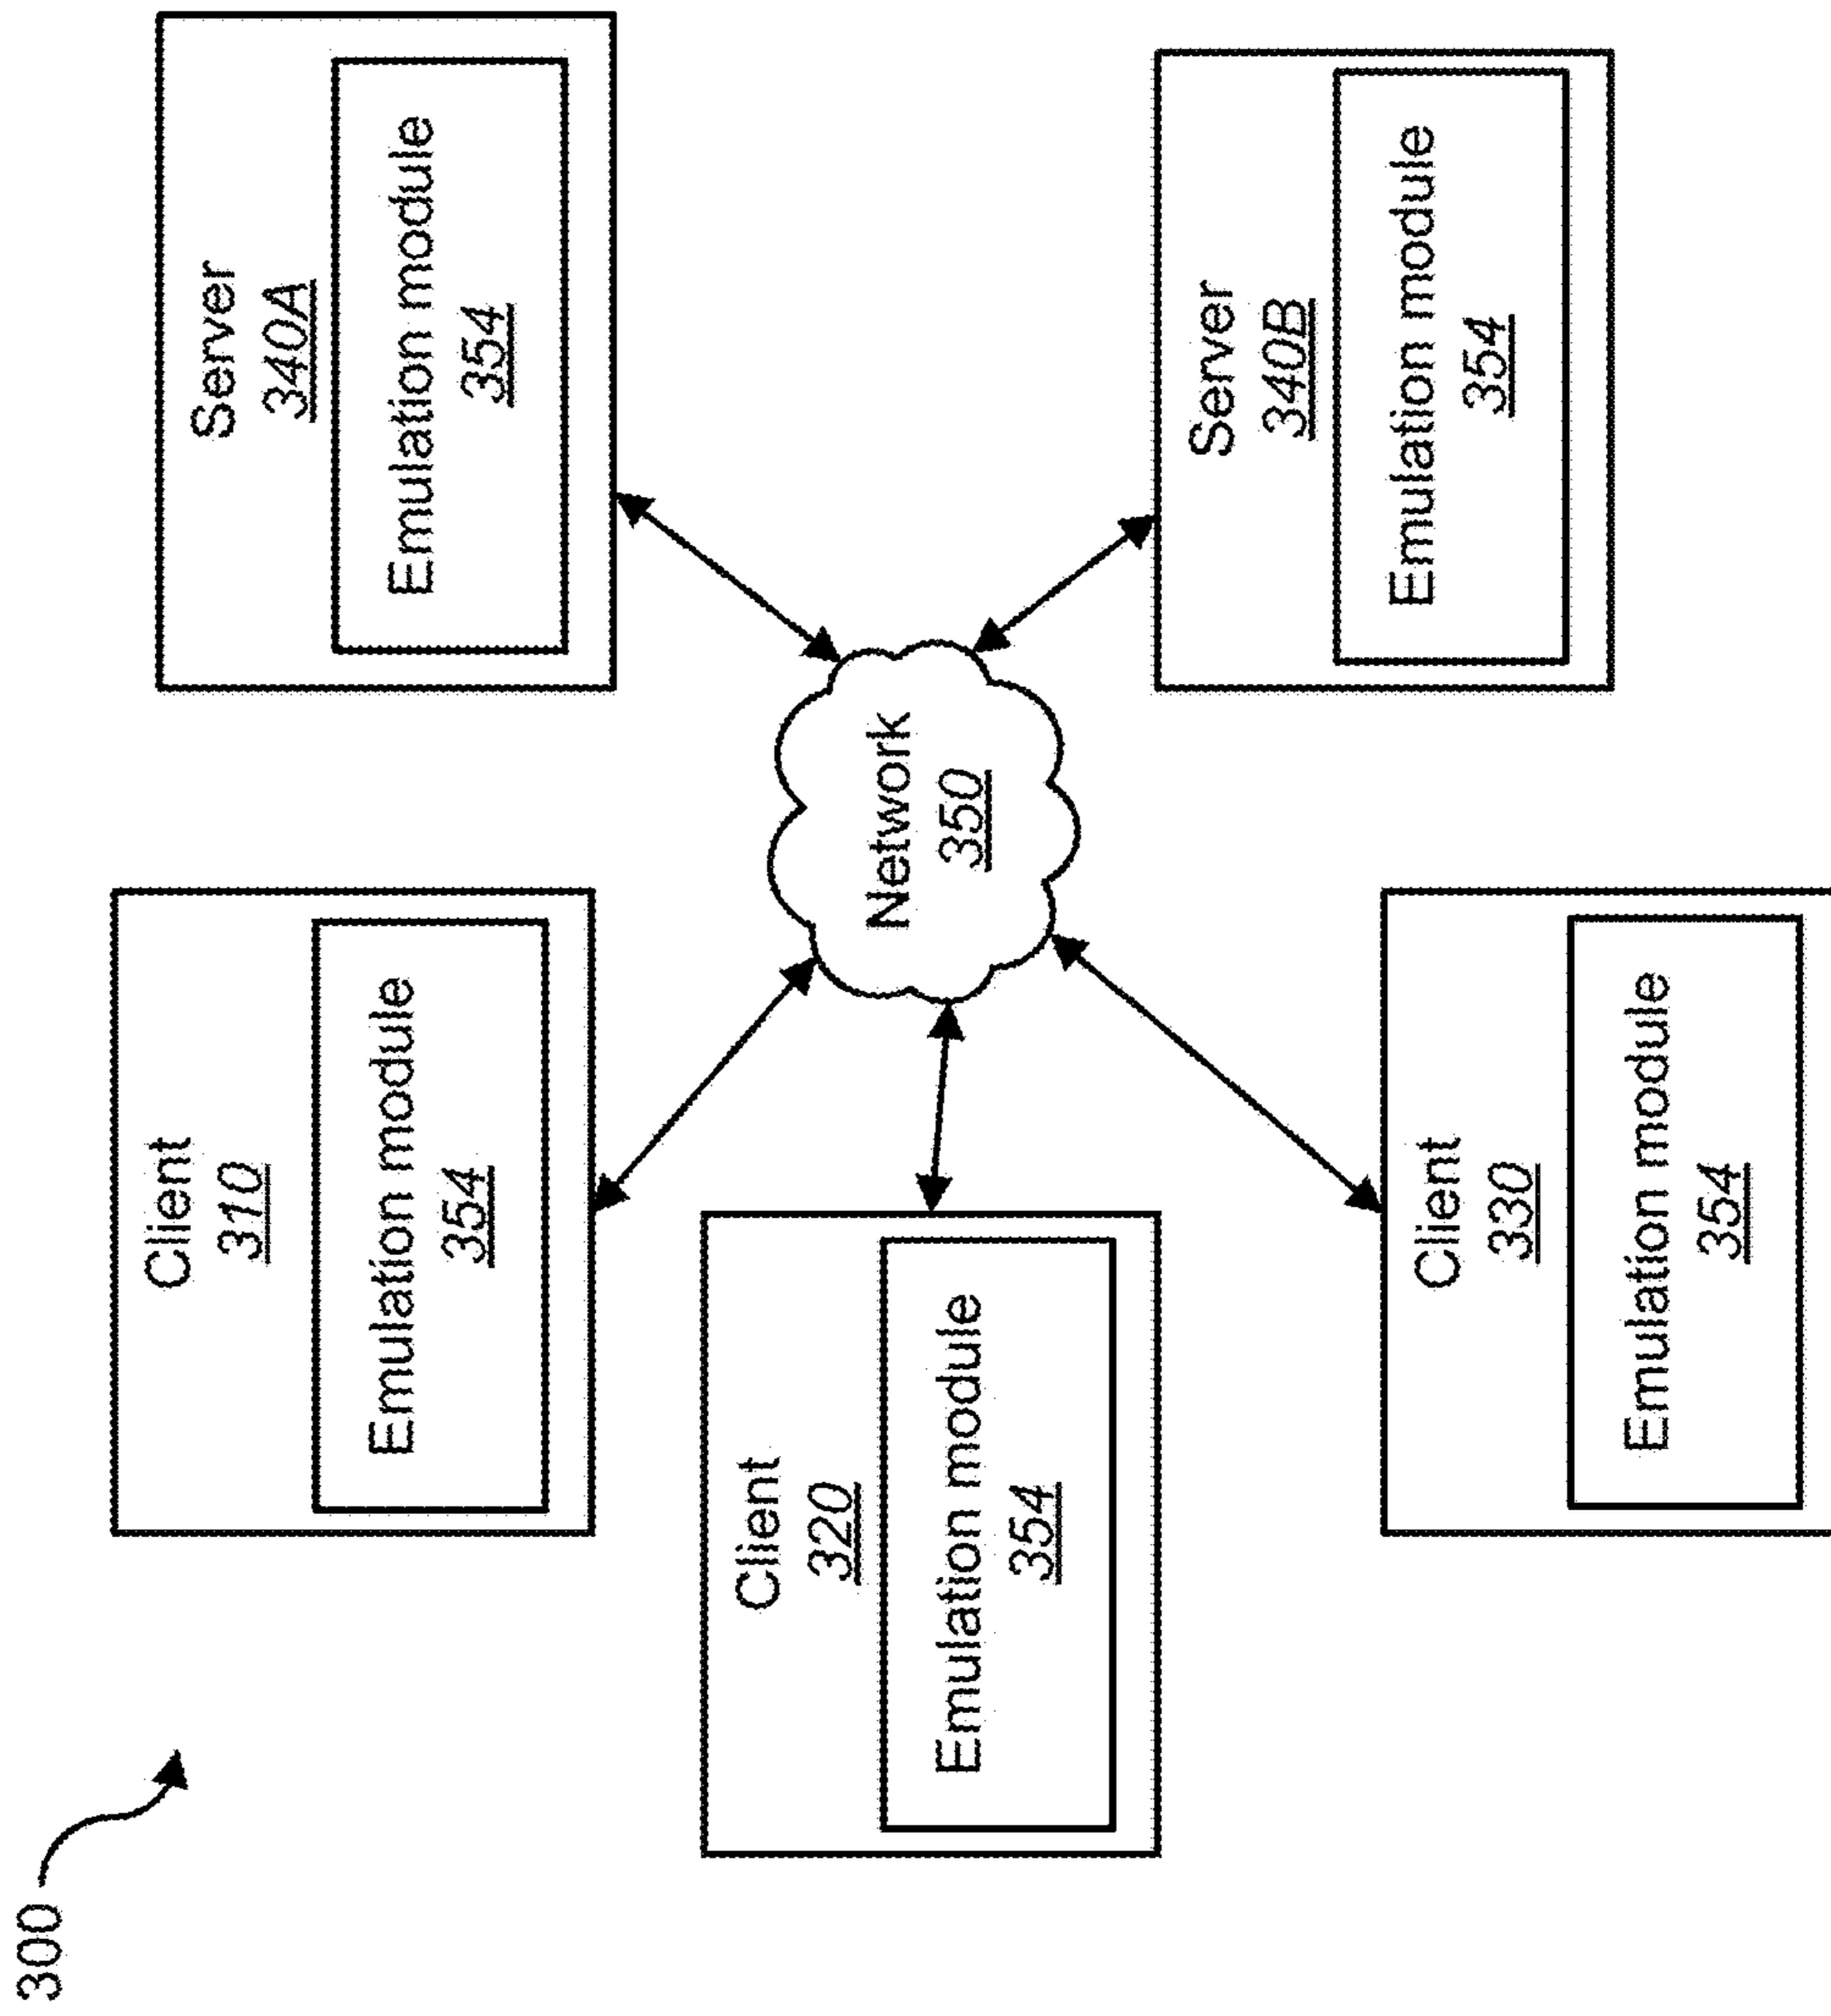 300
Client
310
Emulation module
354
Client
320
Emulation module
354
Client
330
Emulation module
354
Network
350
Server
340A
Emulation module
354
Server
340B
Emulation module
354